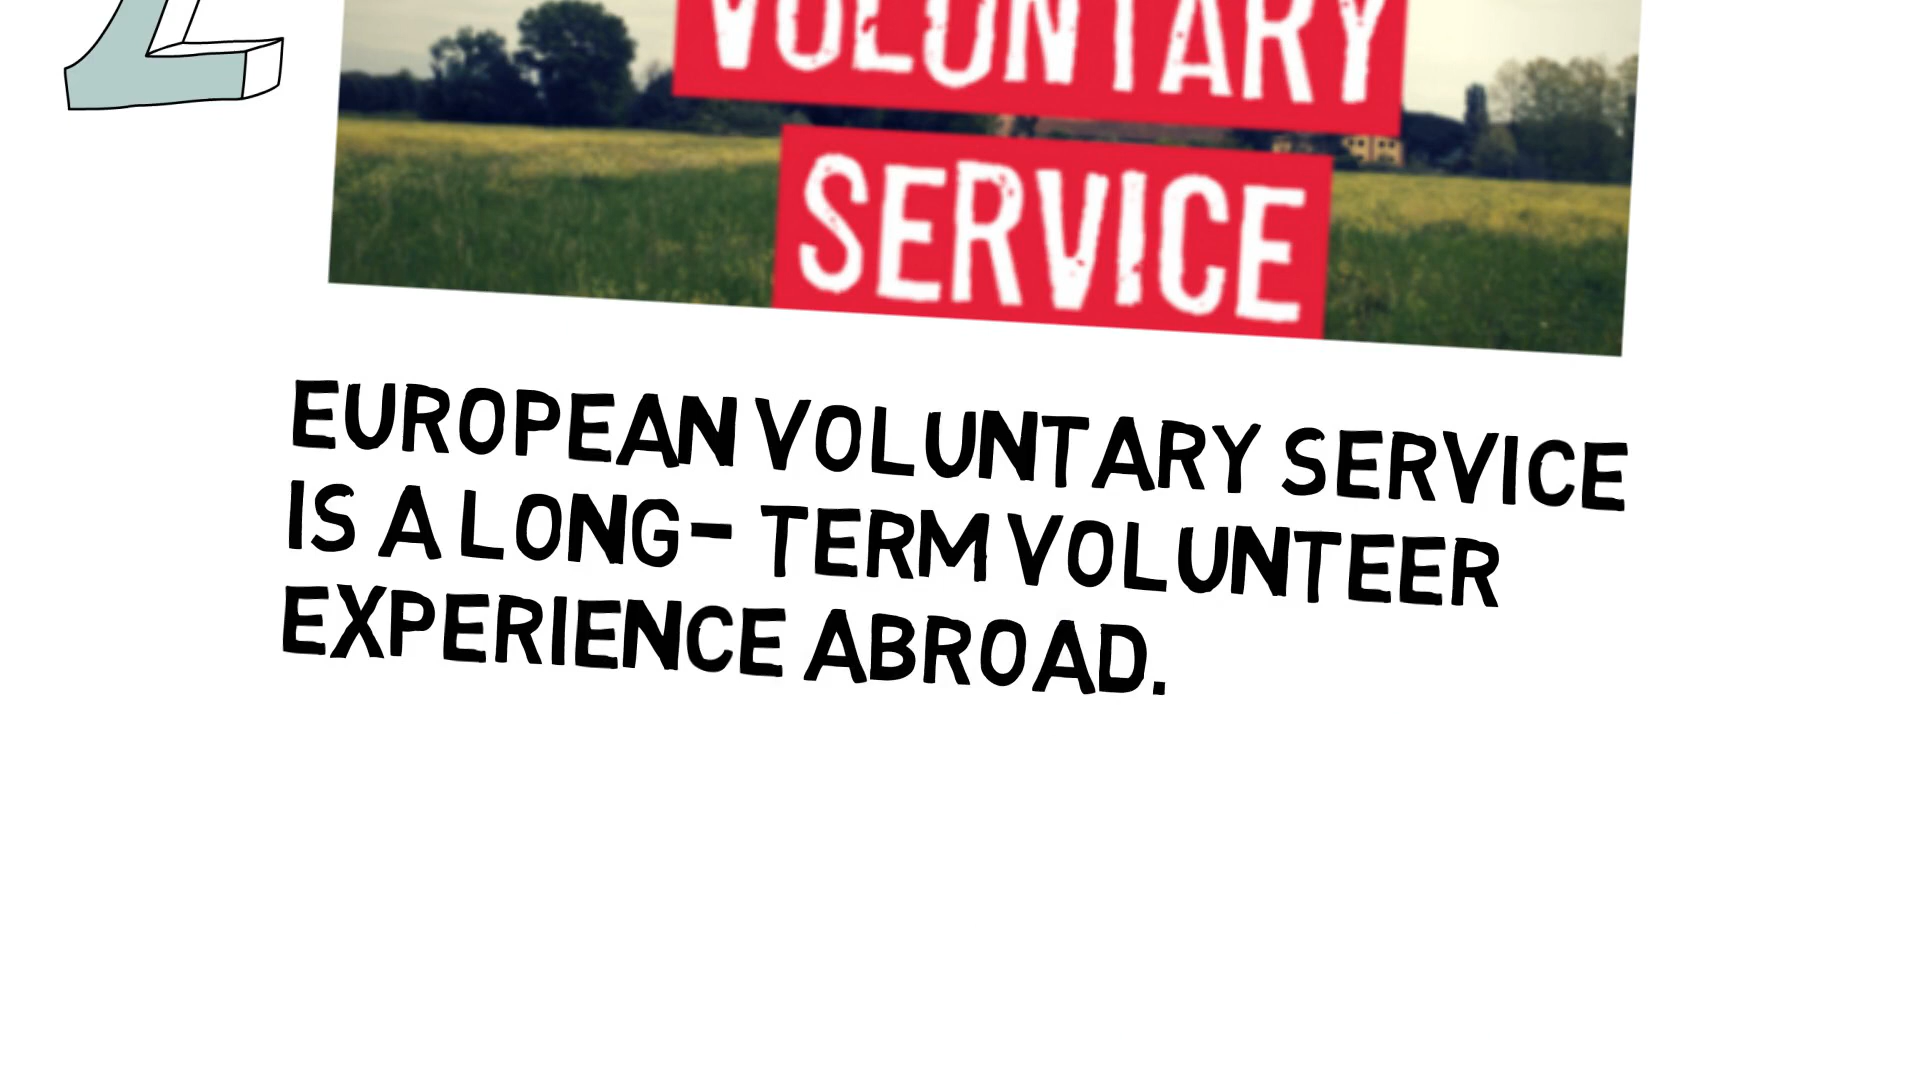 VOLUNTARY
SERVICE
EUROPEAN VOLUNTARY SERVICE
IS A LONG- TERM VOLUNTEER
EXPERIENCE ABROAD.